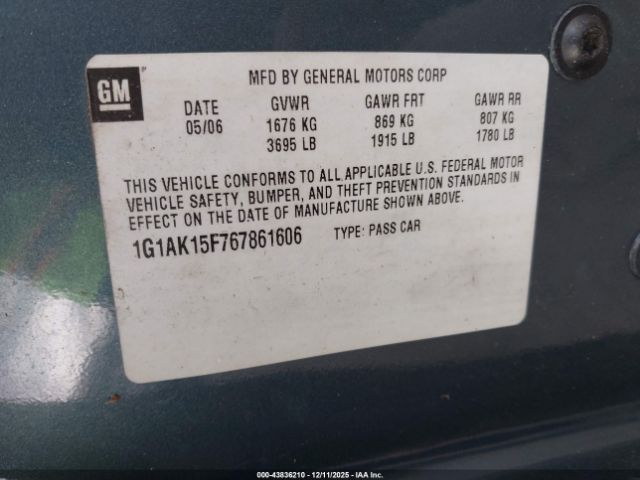 GM
MFD BY GENERAL MOTORS CORP
DATE GVWR GAWR FRT GAWR RR
05/06 1676 KG 869 KG 807 KG
3695 LB 1915 LB 1780 LB
THIS VEHICLE CONFORMS TO ALL APPLICABLE U.S. FEDERAL MOTOR
VEHICLE SAFETY, BUMPER, AND THEFT PREVENTION STANDARDS IN
EFFECT ON THE DATE OF MANUFACTURE SHOWN ABOVE.
1G1AK15F767861606 TYPE: PASS CAR
000-43836210 - 12/11/2025 - IAAI.COM